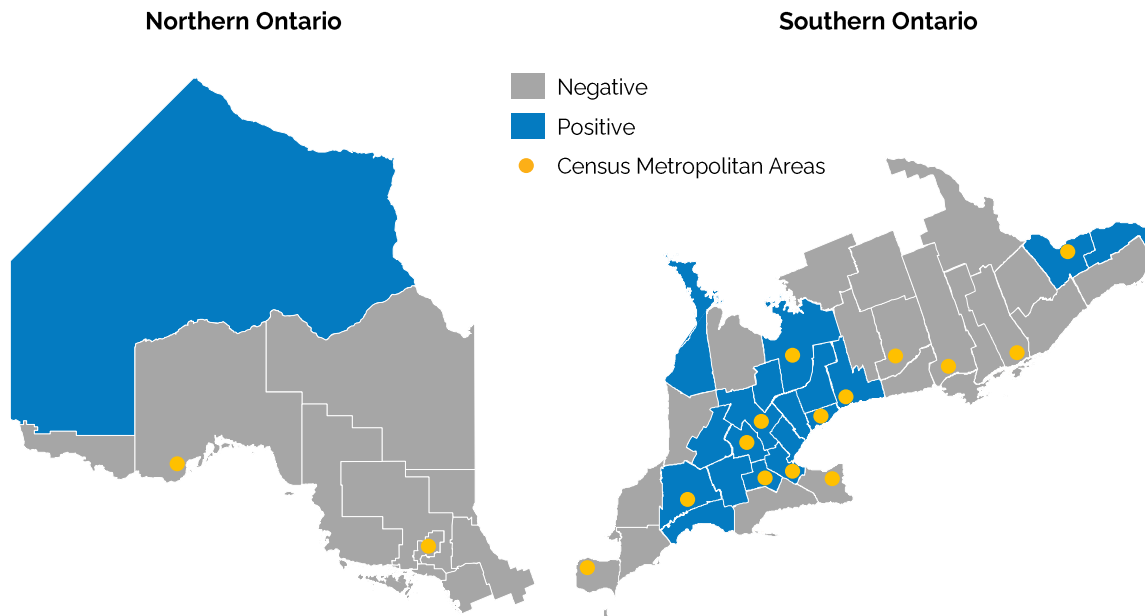 Northern Ontario
Southern Ontario
Negative
Positive
Census Metropolitan Areas